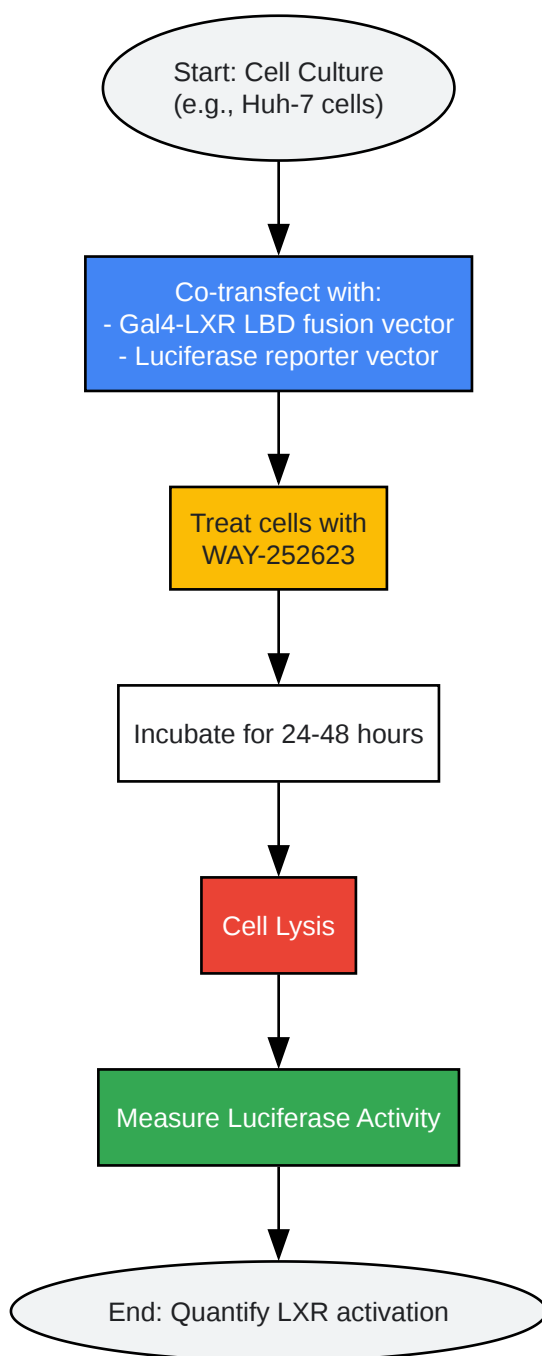 Start: Cell Culture
(e.g., Huh-7 cells)
Co-transfect with:
- Gal4-LXR LBD fusion vector
- Luciferase reporter vector
Treat cells with
WAY-252623
Incubate for 24-48 hours
Cell Lysis
Measure Luciferase Activity
End: Quantify LXR activation